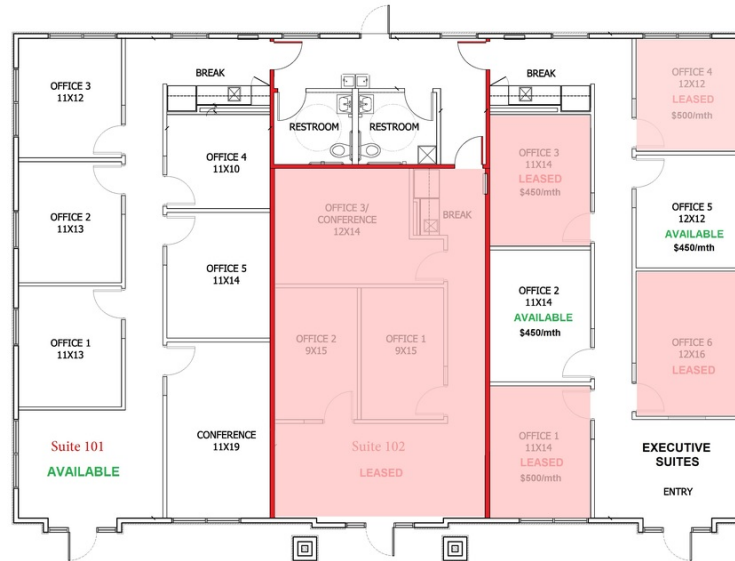 OFFICE 3
11X12
BREAK
OFFICE 4
11X10
OFFICE 2
11X13
OFFICE 5
11X14
OFFICE 1
11X13
CONFERENCE
11X19
Suite 101
AVAILABLE
RESTROOM
RESTROOM
OFFICE 3/
CONFERENCE
12X14
BREAK
OFFICE 2
9X15
OFFICE 1
9X15
Suite 102
LEASED
BREAK
OFFICE 4
12X12
LEASED
$500/mth
OFFICE 3
11X14
LEASED
$450/mth
OFFICE 5
12X12
AVAILABLE
$450/mth
OFFICE 2
11X14
AVAILABLE
$450/mth
OFFICE 6
12X16
LEASED
OFFICE 1
11X14
LEASED
$500/mth
EXECUTIVE
SUITES
ENTRY